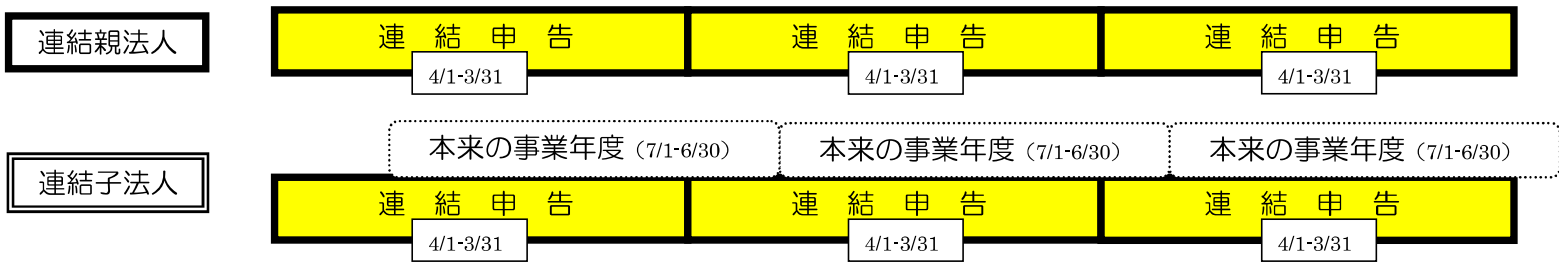 連結親法人
連 結 申 告
連 結 申 告
連 結 申 告
4/1-3/31
4/1-3/31
4/1-3/31
本来の事業年度（7/1-6/30）
本来の事業年度（7/1-6/30）
本来の事業年度（7/1-6/30）
連結子法人
連 結 申 告
連 結 申 告
連 結 申 告
4/1-3/31
4/1-3/31
4/1-3/31